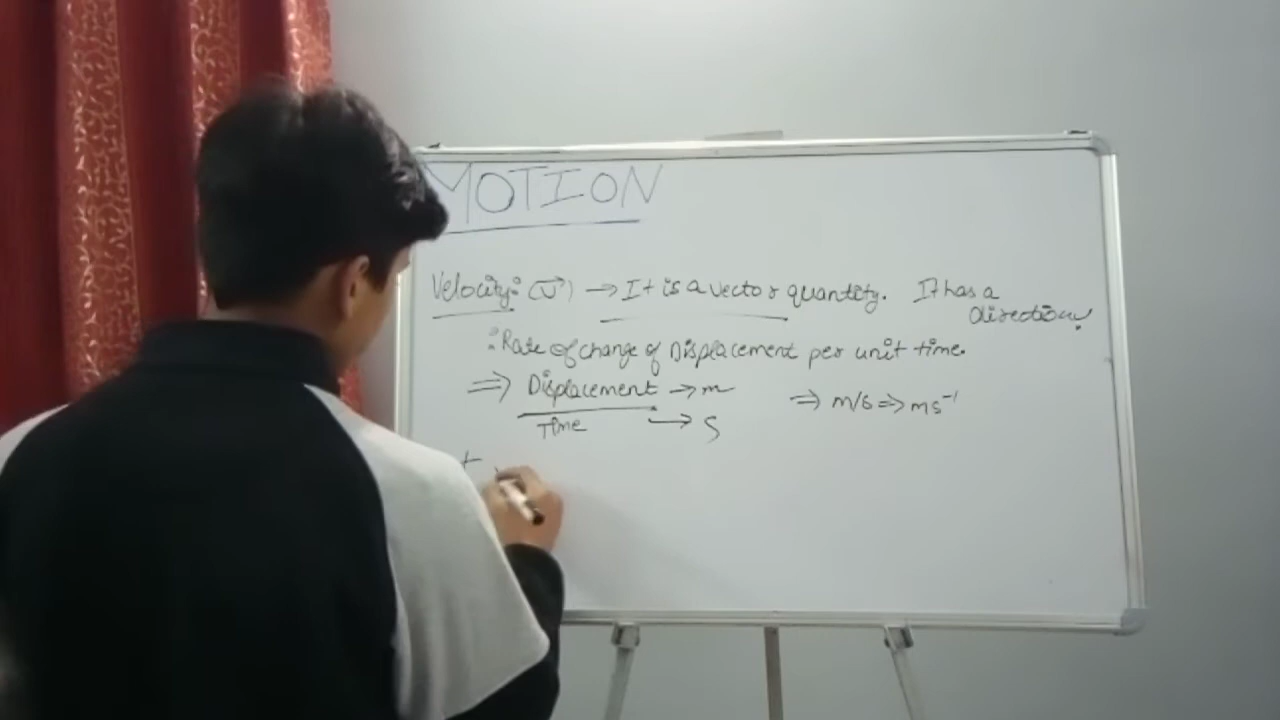 MOTION
Velocity: (v⃗) → It is a vector quantity. It has a
direction.
: Rate of change of Displacement per unit time.
⇒ Displacement → m ⇒ m/s ⇒ ms⁻¹
Time → S
+